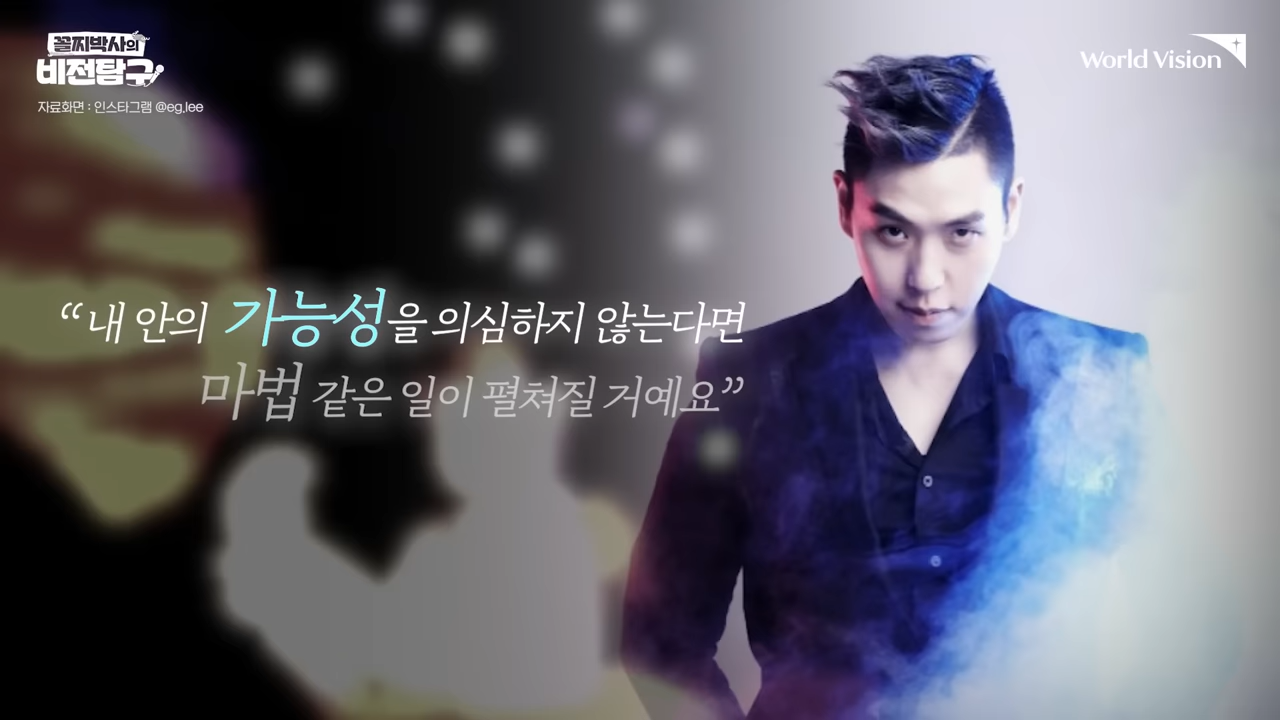 꼴찌박사의
비전탐구
자료화면 : 인스타그램 @eg.lee
World Vision
“내 안의 가능성을 의심하지 않는다면
마법 같은 일이 펼쳐질 거예요”